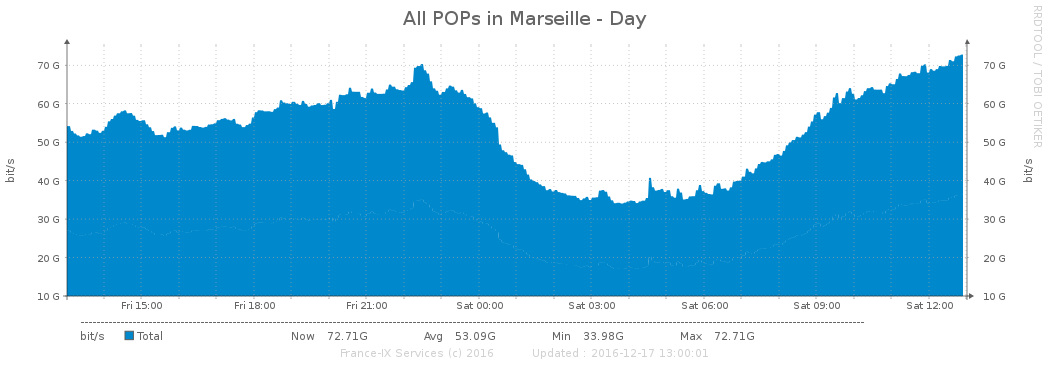 All POPs in Marseille - Day
RRDTOOL / TOBI OETIKER
bit/s
70 G 70 G
60 G 60 G
50 G 50 G
40 G 40 G
30 G 30 G
20 G 20 G
10 G 10 G
bit/s
Fri 15:00 Fri 18:00 Fri 21:00 Sat 00:00 Sat 03:00 Sat 06:00 Sat 09:00 Sat 12:00
bit/s Total Now 72.71G Avg 53.09G Min 33.98G Max 72.71G
France-IX Services (c) 2016 Updated : 2016-12-17 13:00:01